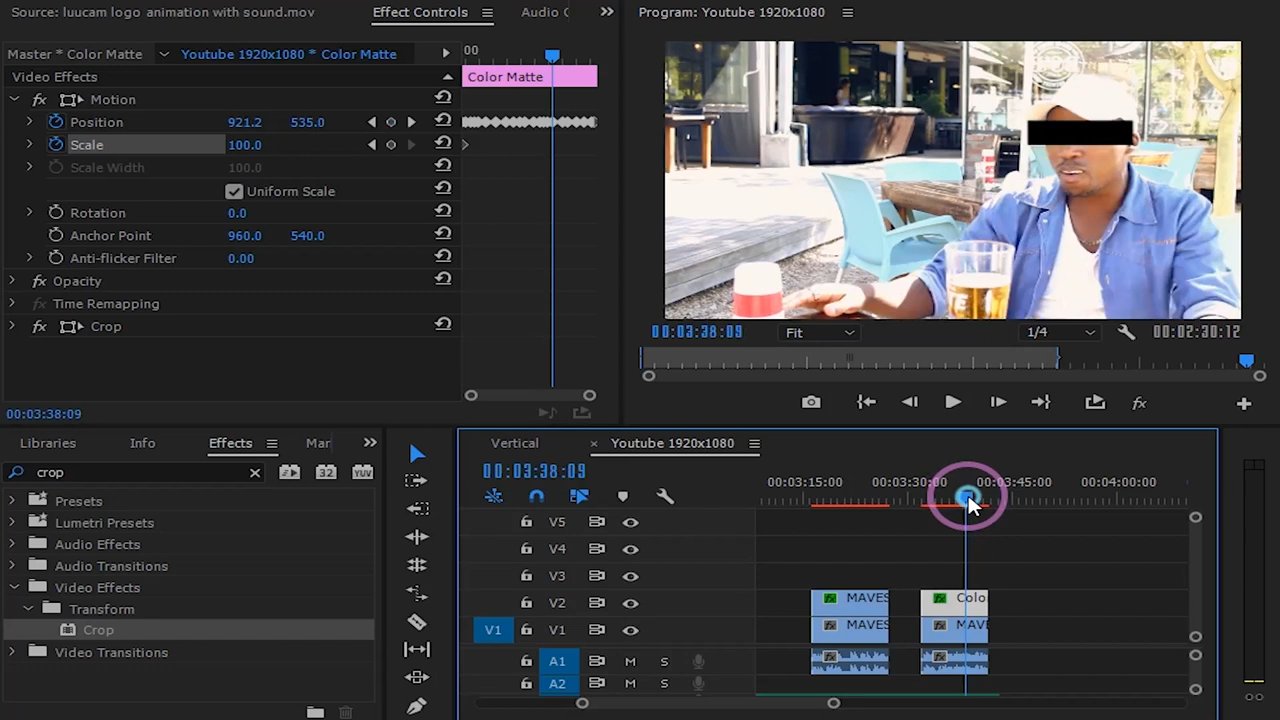 Source: luucam logo animation with sound.mov
Effect Controls
Audio C
Program: Youtube 1920x1080
Master * Color Matte
Youtube 1920x1080 * Color Matte
00
Video Effects
Color Matte
fx Motion
Position 921.2 535.0
Scale 100.0
Scale Width 100.0
Uniform Scale
Rotation 0.0
Anchor Point 960.0 540.0
Anti-flicker Filter 0.00
fx Opacity
Time Remapping
fx Crop
00:03:38:09
00:03:38:09
Fit
1/4
00:02:30:12
fx
Libraries
Info
Effects
Mar
crop
32
YUV
Presets
Lumetri Presets
Audio Effects
Audio Transitions
Video Effects
Transform
Crop
Video Transitions
Vertical
× Youtube 1920x1080
00:03:38:09
00:03:15:00
00:03:30:00
00:03:45:00
00:04:00:00
V5
V4
V3
V2
fx MAVES
fx Colo
V1 V1
fx MAVES
fx MAV
A1 M S
A2 M S